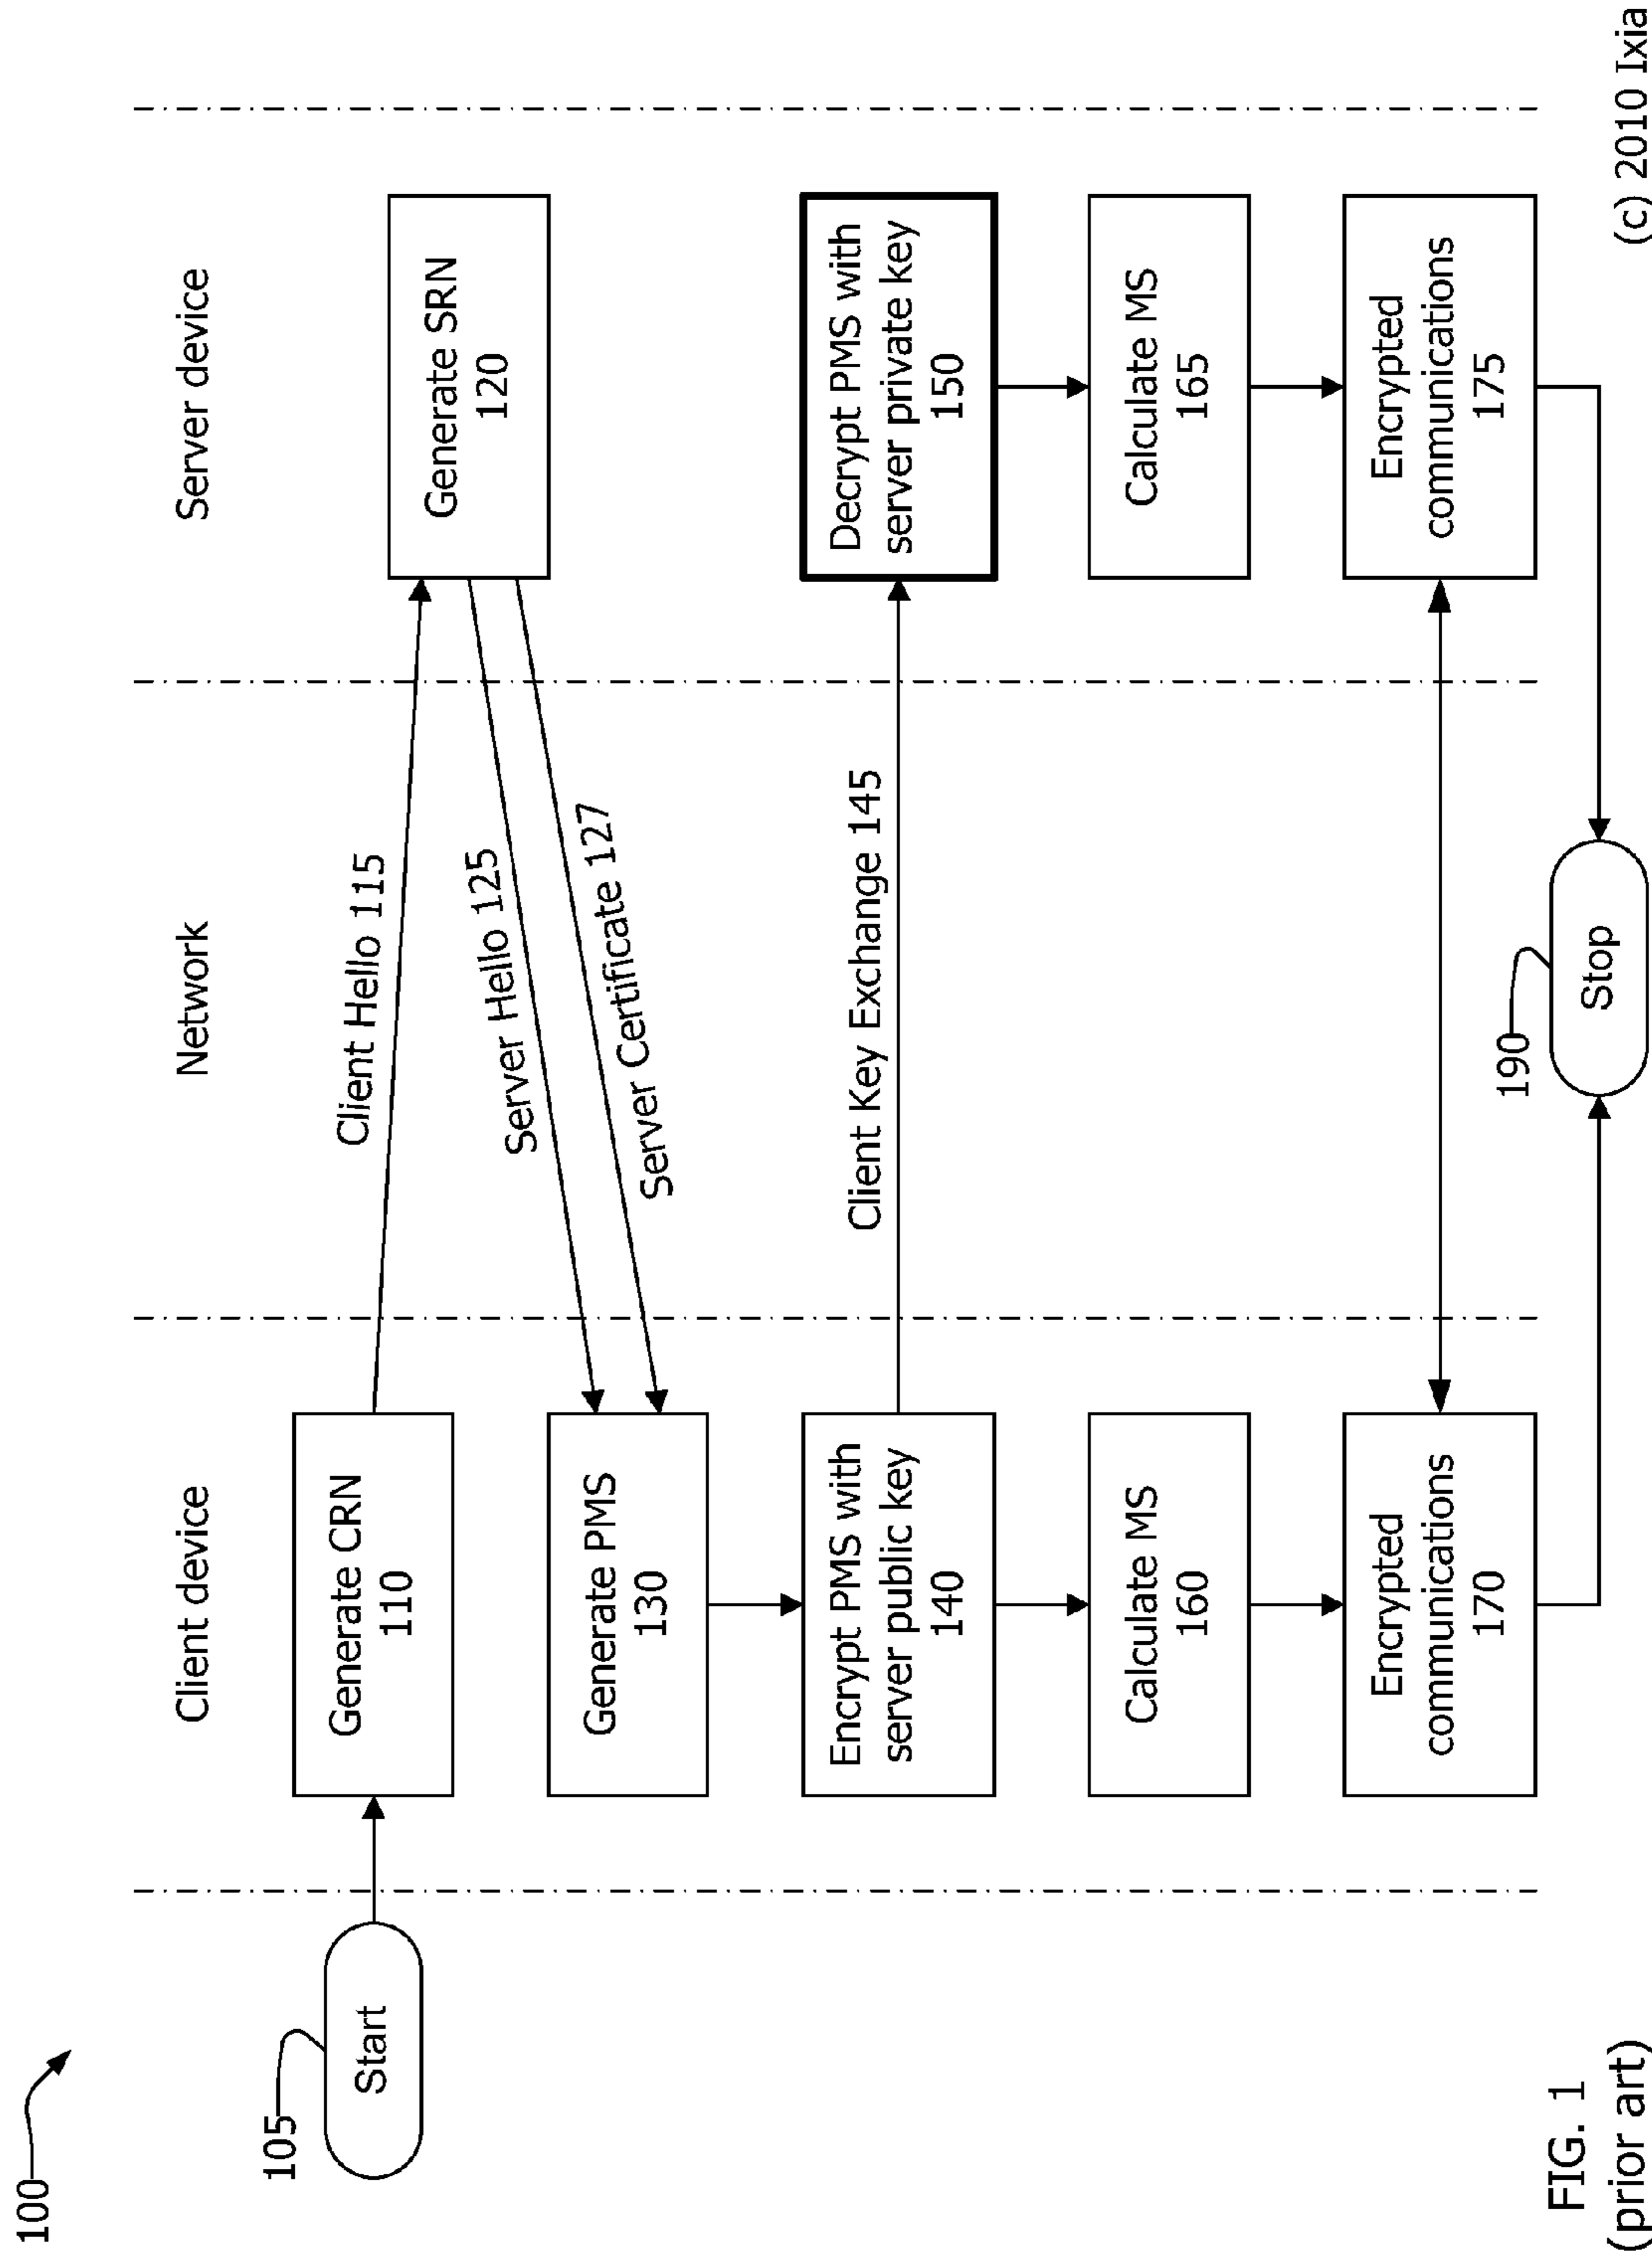 100
Client device
Network
Server device
105
Start
Generate CRN
110
Client Hello 115
Generate SRN
120
Server Hello 125
Server Certificate 127
Generate PMS
130
Encrypt PMS with
server public key
140
Client Key Exchange 145
Decrypt PMS with
server private key
150
Calculate MS
160
Calculate MS
165
Encrypted
communications
170
Encrypted
communications
175
190
Stop
FIG. 1
(prior art)
(c) 2010 Ixia